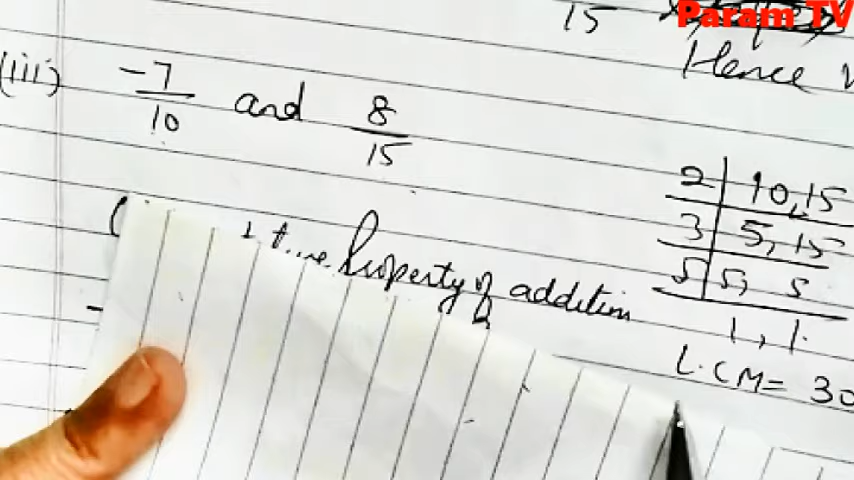 Param TV
15
Hence
(iii) -7/10 and 8/15
2 | 10, 15
3 | 5, 15
5 | 5, 5
1, 1.
L.CM = 30
Property of addition